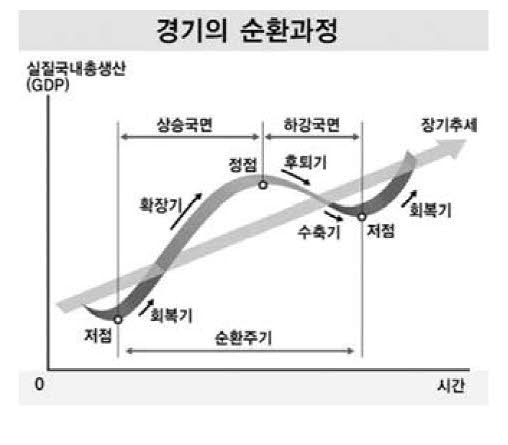 경기의 순환과정
실질국내총생산
(GDP)
상승국면
하강국면
장기추세
정점
후퇴기
확장기
수축기
저점
회복기
저점
회복기
순환주기
0
시간